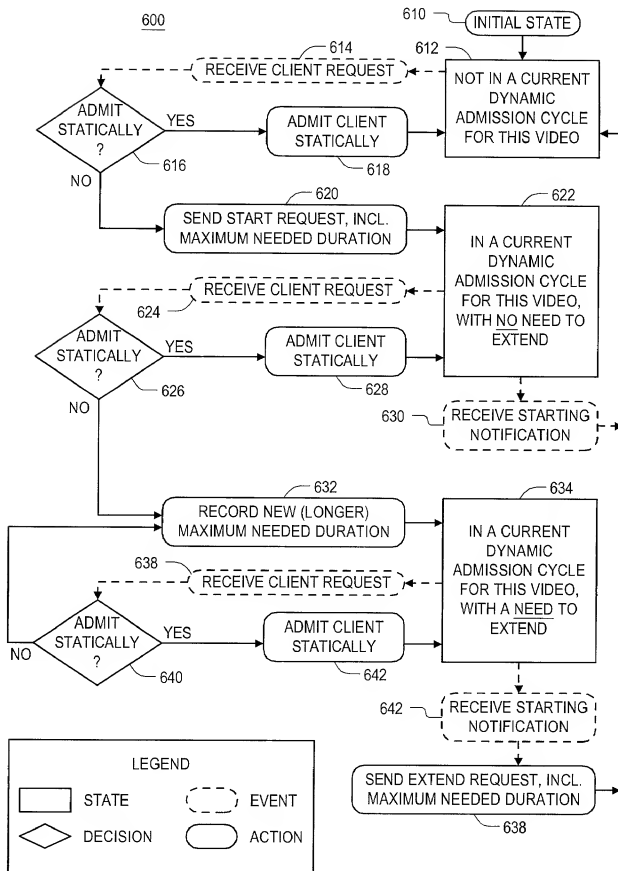 600
610
INITIAL STATE
614
612
RECEIVE CLIENT REQUEST
NOT IN A CURRENT
DYNAMIC
ADMISSION CYCLE
FOR THIS VIDEO
ADMIT
STATICALLY
?
YES
616
ADMIT CLIENT
STATICALLY
618
NO
620
SEND START REQUEST, INCL.
MAXIMUM NEEDED DURATION
622
IN A CURRENT
DYNAMIC
ADMISSION CYCLE
FOR THIS VIDEO,
WITH NO NEED TO
EXTEND
RECEIVE CLIENT REQUEST
624
ADMIT
STATICALLY
?
YES
626
ADMIT CLIENT
STATICALLY
628
NO
630
RECEIVE STARTING
NOTIFICATION
632
RECORD NEW (LONGER)
MAXIMUM NEEDED DURATION
634
IN A CURRENT
DYNAMIC
ADMISSION CYCLE
FOR THIS VIDEO,
WITH A NEED TO
EXTEND
638
RECEIVE CLIENT REQUEST
ADMIT
STATICALLY
?
NO
YES
640
ADMIT CLIENT
STATICALLY
642
642
RECEIVE STARTING
NOTIFICATION
SEND EXTEND REQUEST, INCL.
MAXIMUM NEEDED DURATION
638
LEGEND
STATE
EVENT
DECISION
ACTION